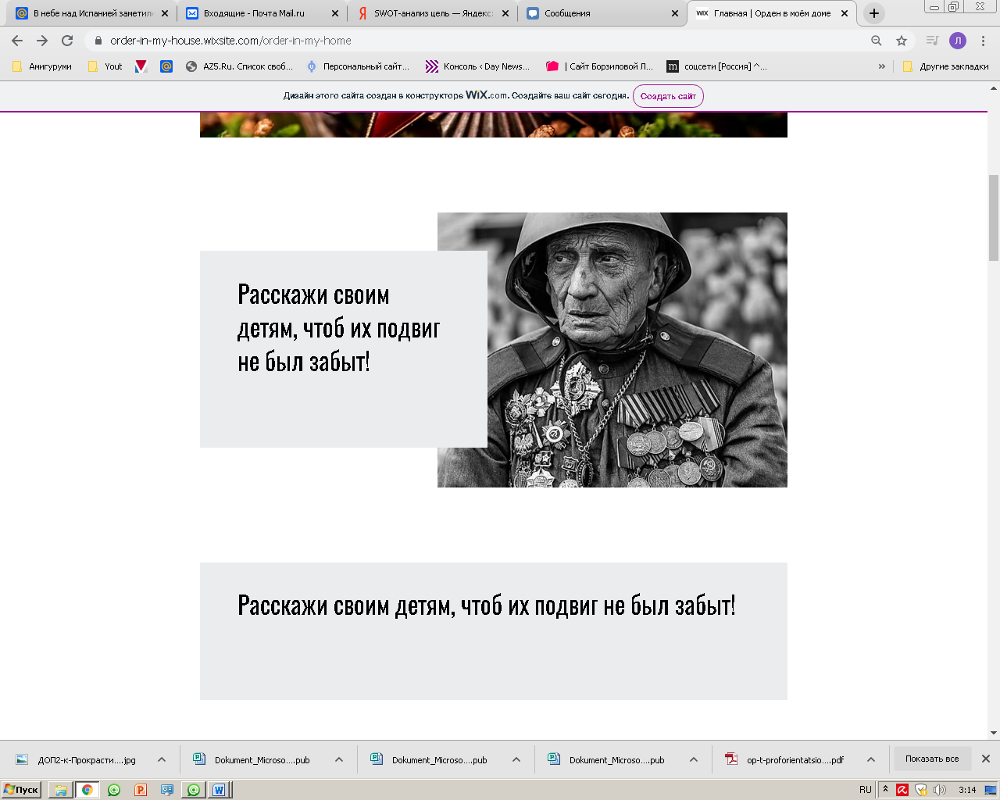 В небе над Испанией заметили
Входящие - Почта Mail.ru
SWOT-анализ цель — Яндекс:
Сообщения
WIX Главная | Орден в моём доме
order-in-my-house.wixsite.com/order-in-my-home
Л
Амигуруми
Yout
AZ5.Ru. Список своб...
Персональный сайт...
Консоль ‹ Day News...
| Сайт Борзиловой Л...
m соцсети [Россия] ^...
» Другие закладки
Дизайн этого сайта создан в конструкторе WiX.com. Создайте ваш сайт сегодня. Создать сайт
Расскажи своим
детям, чтоб их подвиг
не был забыт!
Расскажи своим детям, чтоб их подвиг не был забыт!
ДОП2-к-Прокрасти....jpg
Dokument_Microso....pub
Dokument_Microso....pub
Dokument_Microso....pub
op-t-proforientatsio....pdf
Показать все
Пуск
RU
3:14